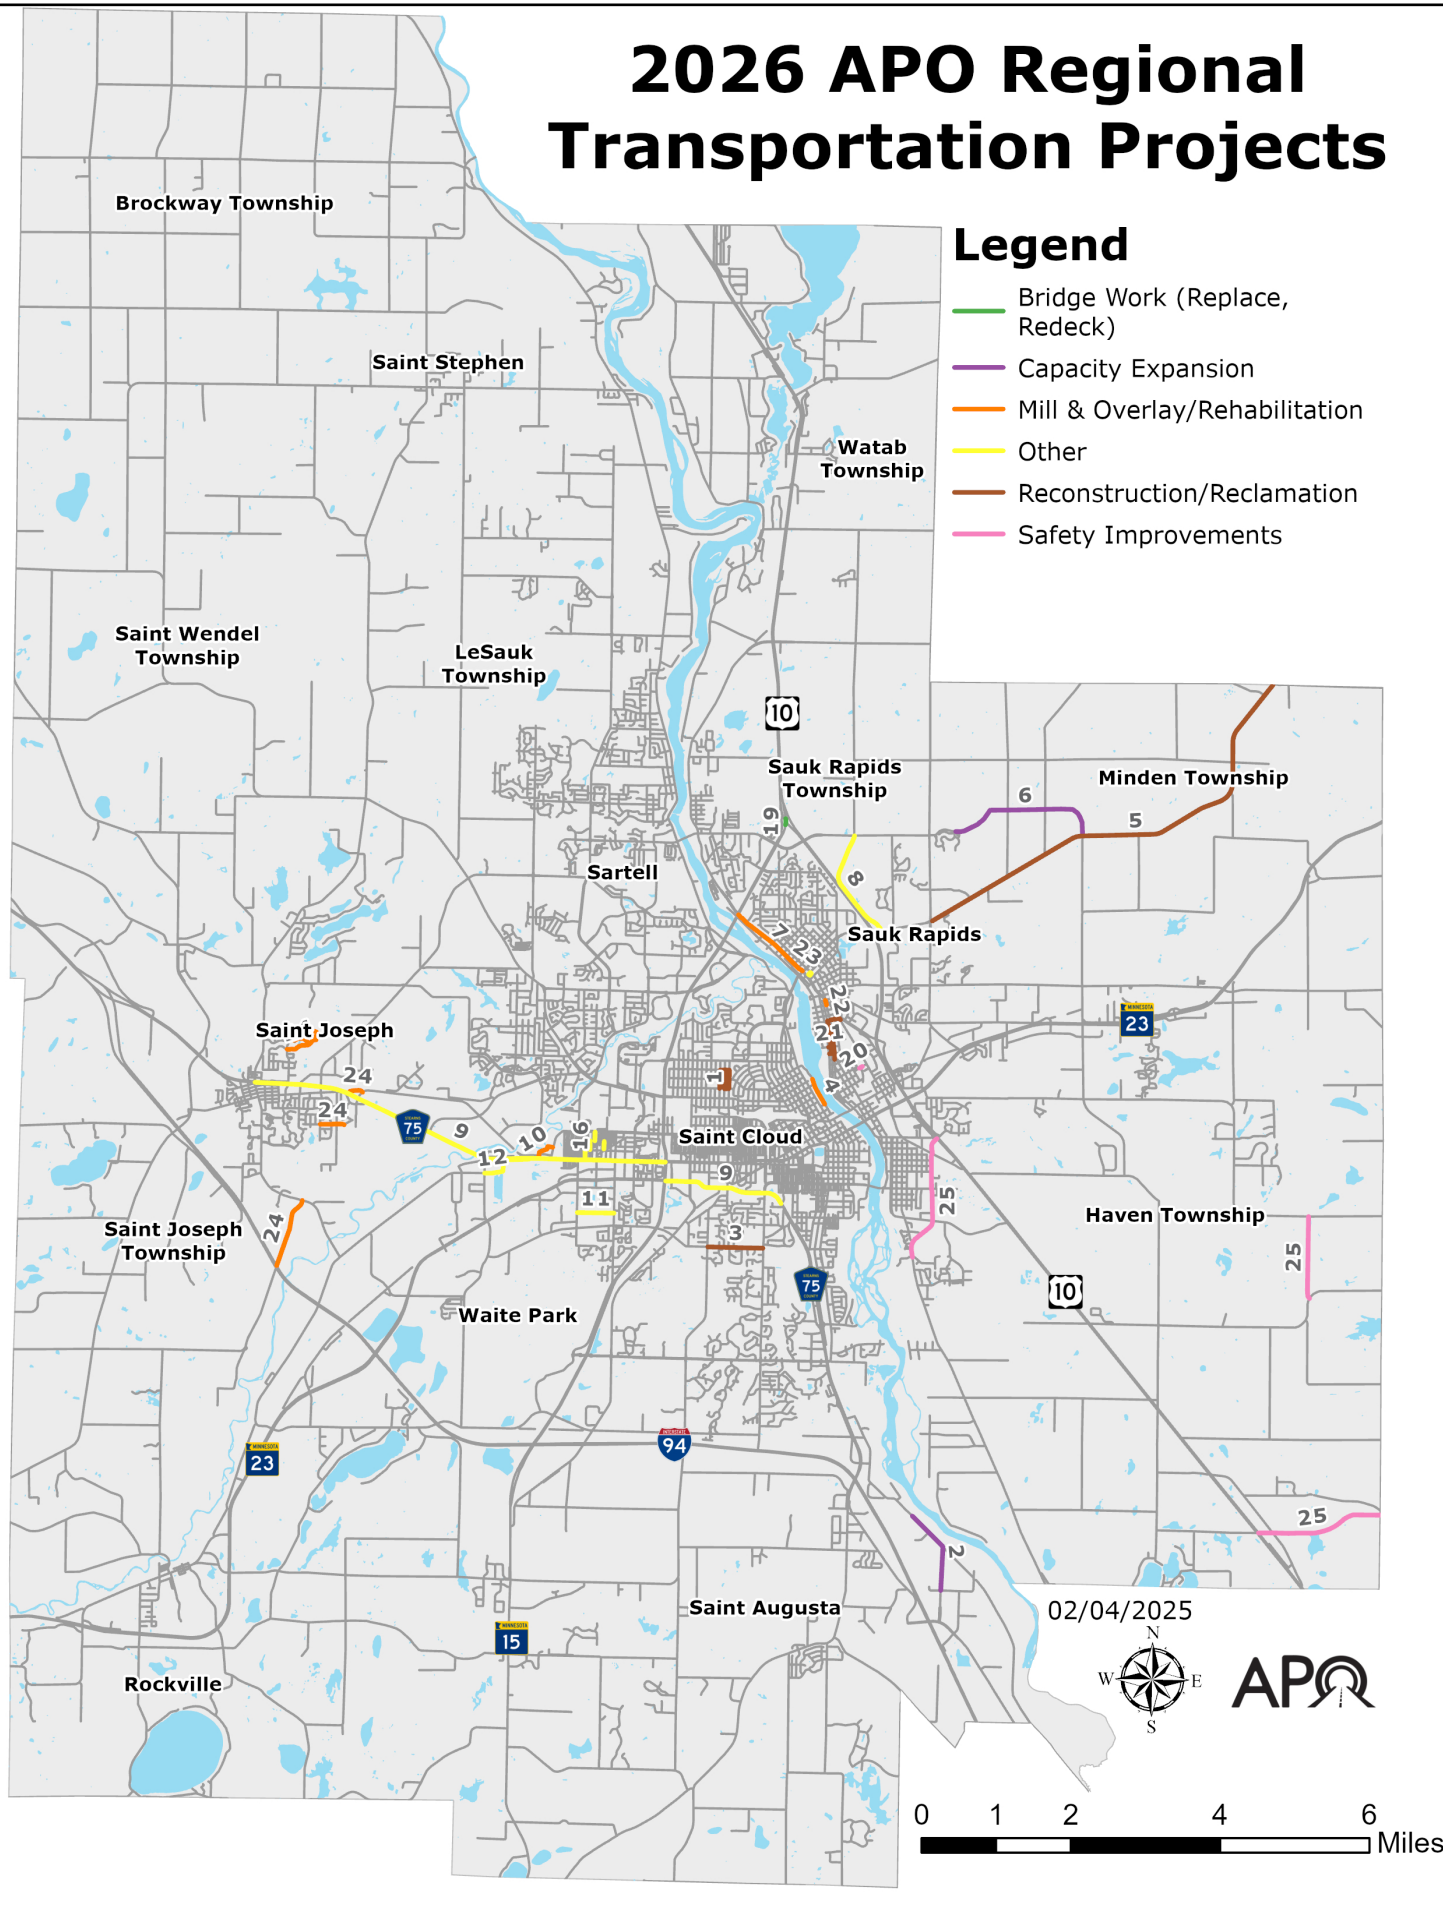 2026 APO Regional
Transportation Projects
Legend
Bridge Work (Replace,
Redeck)
Capacity Expansion
Mill & Overlay/Rehabilitation
Other
Reconstruction/Reclamation
Safety Improvements
Brockway Township
Saint Stephen
Watab
Township
Saint Wendel
Township
LeSauk
Township
10
Sauk Rapids
Township
Minden Township
6
5
19
Sartell
8
Sauk Rapids
7
23
22
MINNESOTA
23
Saint Joseph
21
20
24
1
4
24
75
9
10
16
Saint Cloud
12
9
11
25
Saint Joseph
Township
24
3
Haven Township
25
75
10
Waite Park
INTERSTATE
94
MINNESOTA
23
25
2
Saint Augusta
02/04/2025
MINNESOTA
15
N
W
E
S
APO
Rockville
0 1 2 4 6
Miles